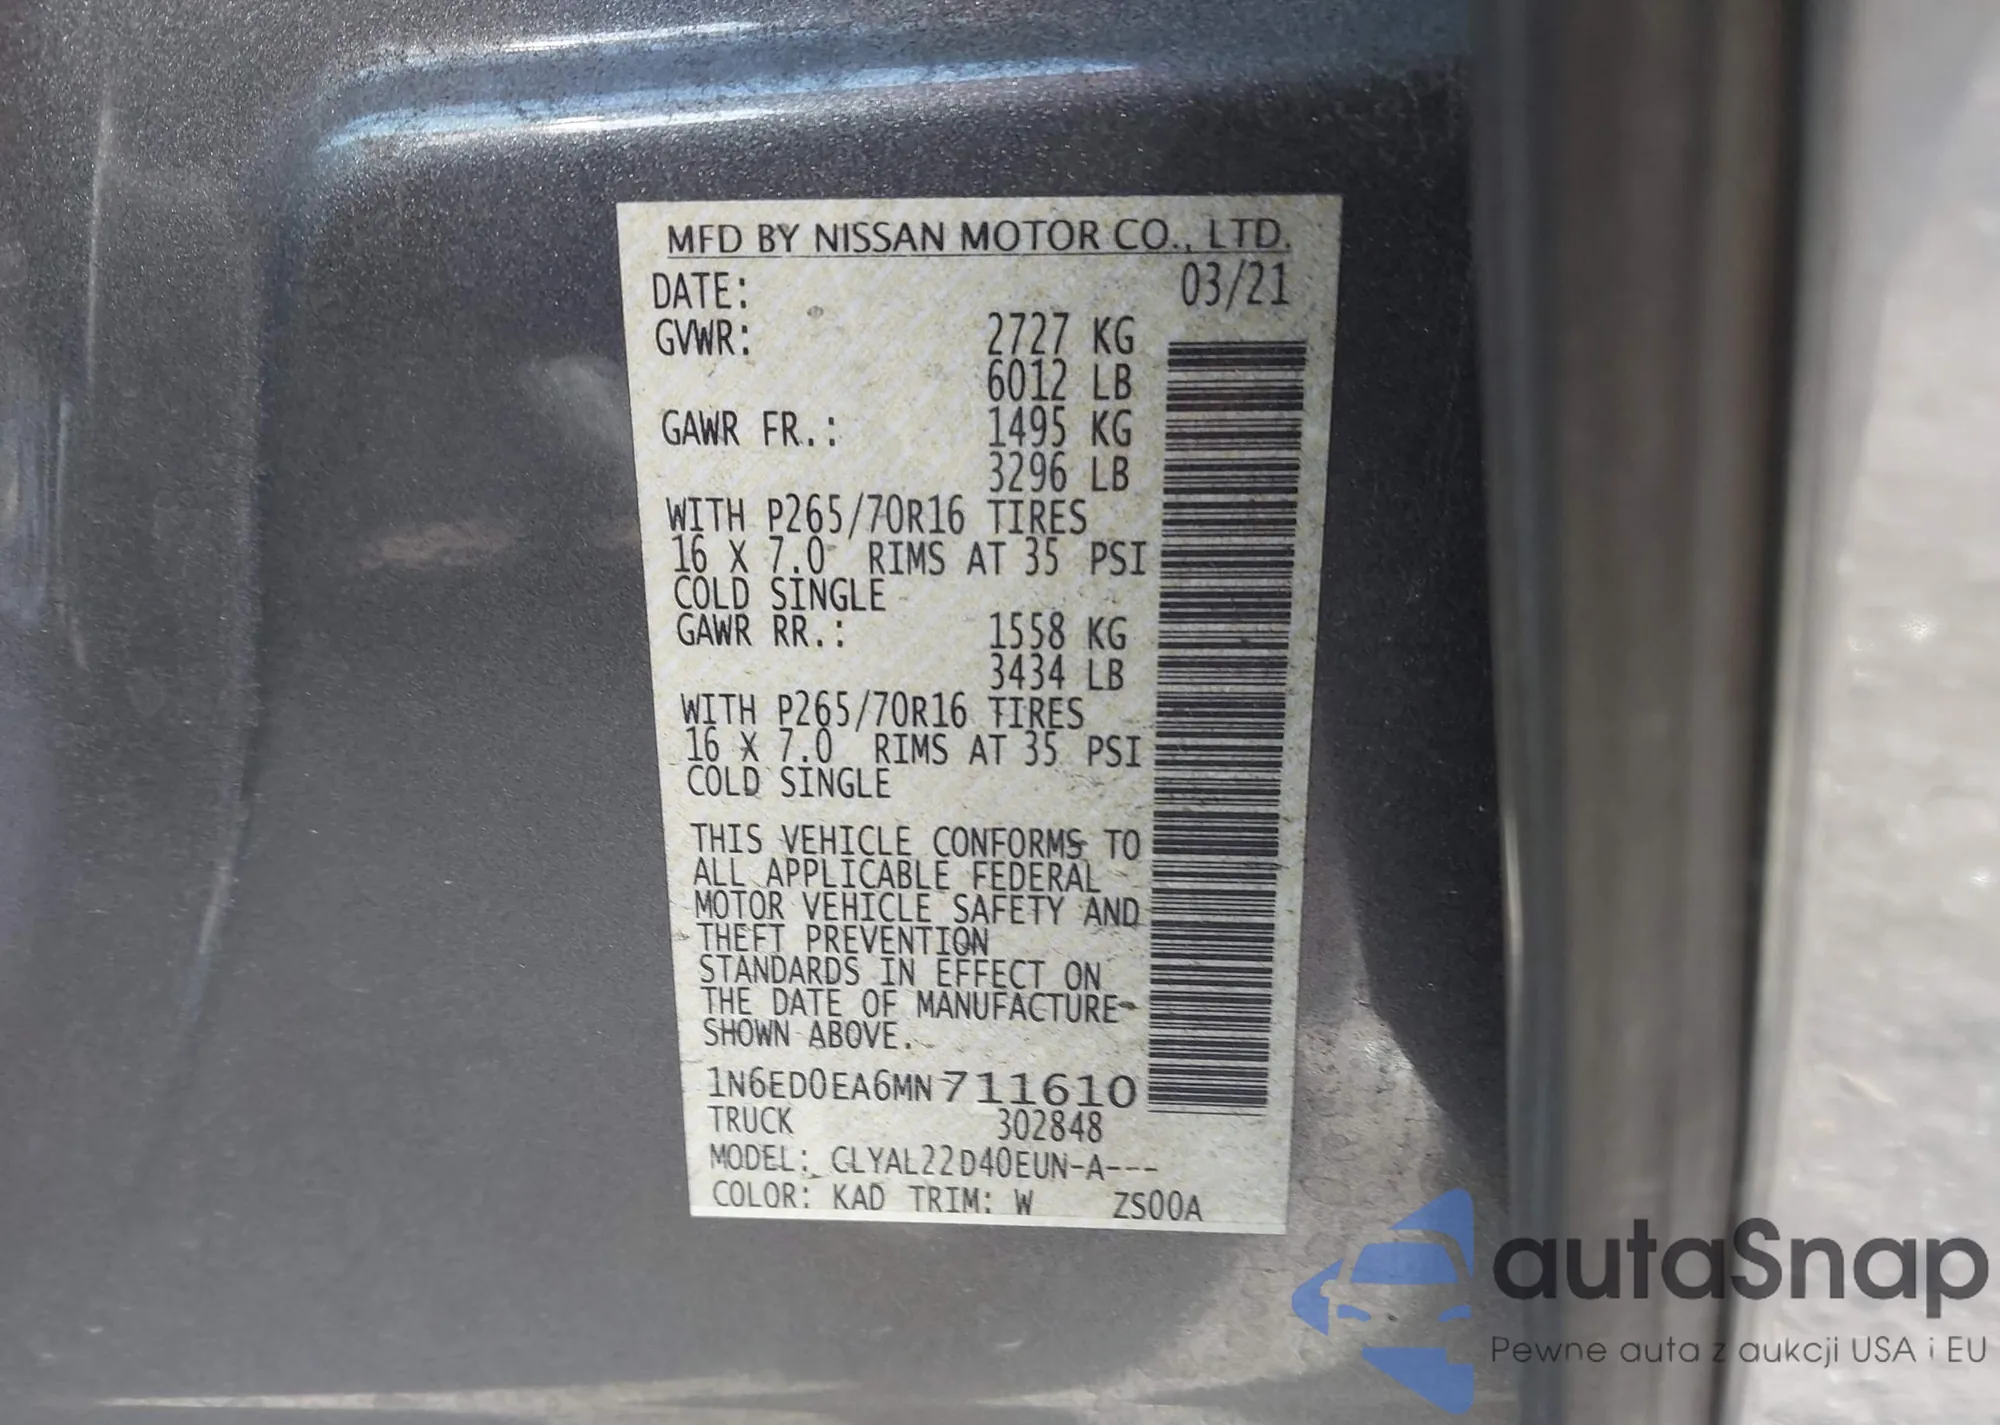 MFD BY NISSAN MOTOR CO., LTD.
DATE: 03/21
GVWR: 2727 KG
6012 LB
GAWR FR.: 1495 KG
3296 LB
WITH P265/70R16 TIRES
16 X 7.0 RIMS AT 35 PSI
COLD SINGLE
GAWR RR.: 1558 KG
3434 LB
WITH P265/70R16 TIRES
16 X 7.0 RIMS AT 35 PSI
COLD SINGLE
THIS VEHICLE CONFORMS TO
ALL APPLICABLE FEDERAL
MOTOR VEHICLE SAFETY AND
THEFT PREVENTION
STANDARDS IN EFFECT ON
THE DATE OF MANUFACTURE
SHOWN ABOVE.
1N6ED0EA6MN711610
TRUCK 302848
MODEL: CLYAL22D40EUN-A---
COLOR: KAD TRIM: W ZS00A
autaSnap
Pewne auta z aukcji USA i EU